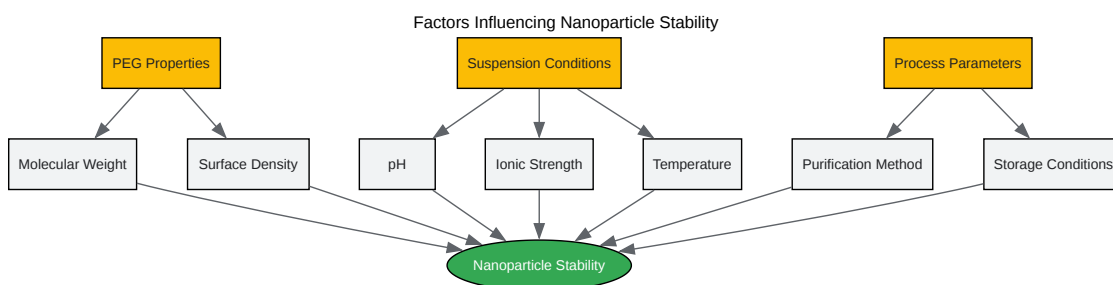 Factors Influencing Nanoparticle Stability
PEG Properties
Suspension Conditions
Process Parameters
Molecular Weight
Surface Density
pH
Ionic Strength
Temperature
Purification Method
Storage Conditions
Nanoparticle Stability